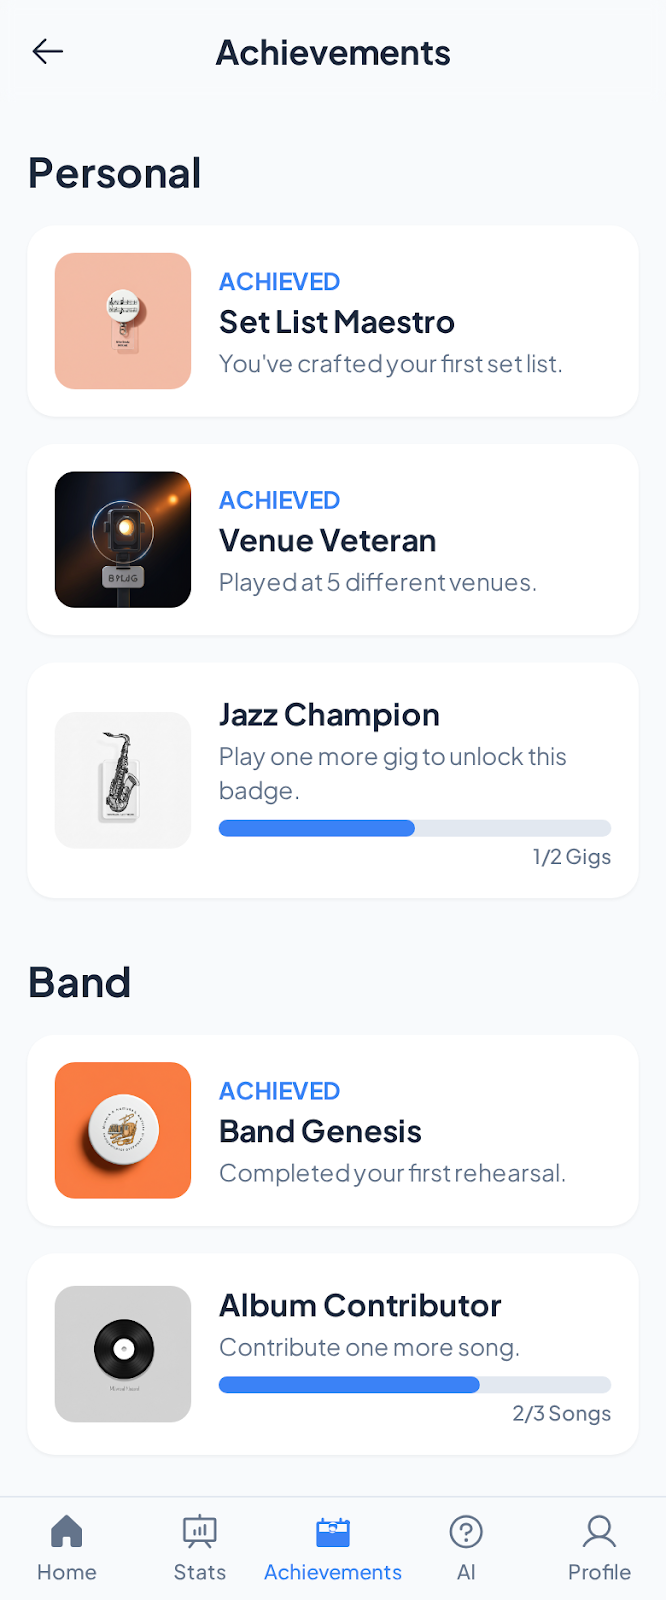 Achievements
Personal
ACHIEVED
Set List Maestro
You've crafted your first set list.
ACHIEVED
Venue Veteran
Played at 5 different venues.
Jazz Champion
Play one more gig to unlock this
badge.
1/2 Gigs
Band
ACHIEVED
Band Genesis
Completed your first rehearsal.
Album Contributor
Contribute one more song.
2/3 Songs
Home
Stats
Achievements
AI
Profile